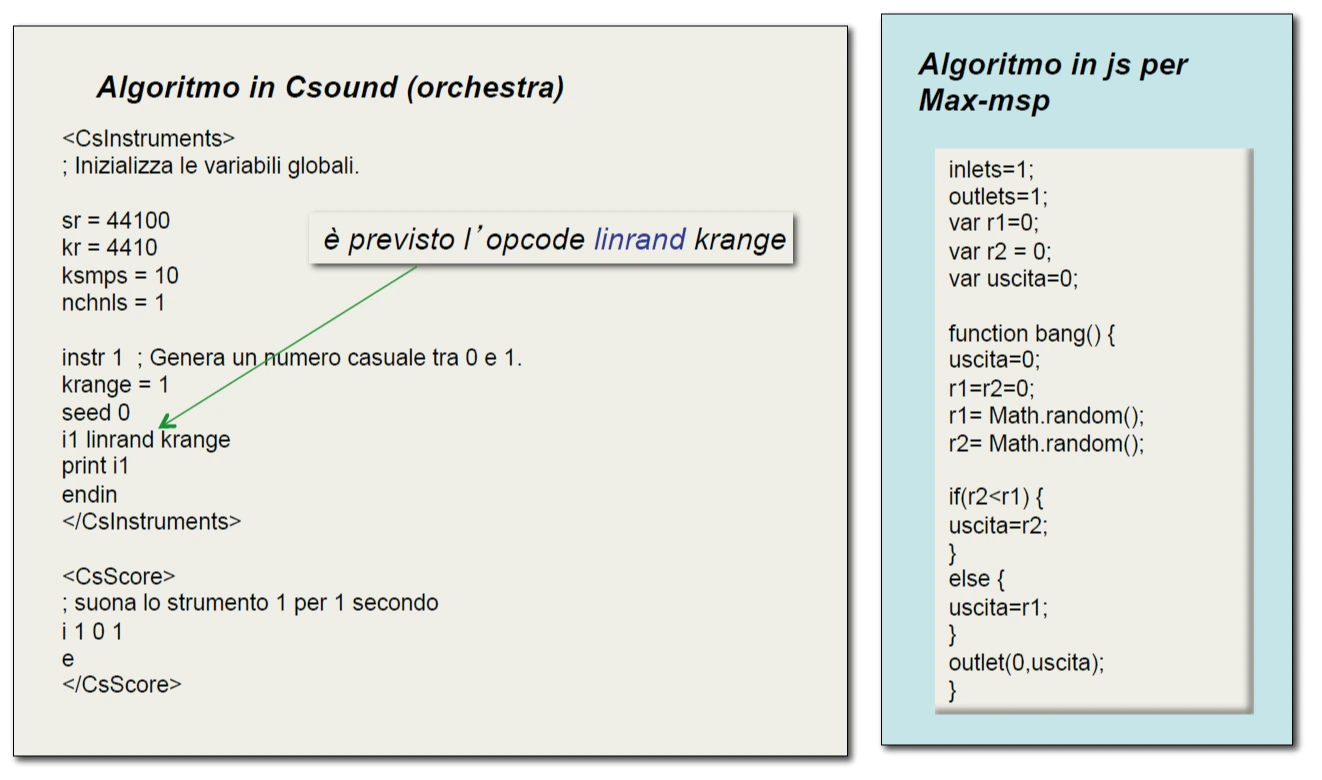 Algoritmo in Csound (orchestra)
<CsInstruments>
; Inizializza le variabili globali.
sr = 44100
kr = 4410
ksmps = 10
nchnls = 1
è previsto l’opcode linrand krange
instr 1  ; Genera un numero casuale tra 0 e 1.
krange = 1
seed 0
i1 linrand krange
print i1
endin
</CsInstruments>
<CsScore>
; suona lo strumento 1 per 1 secondo
i 1 0 1
e
</CsScore>
Algoritmo in js per
Max-msp
inlets=1;
outlets=1;
var r1=0;
var r2 = 0;
var uscita=0;
function bang() {
uscita=0;
r1=r2=0;
r1= Math.random();
r2= Math.random();
if(r2<r1) {
uscita=r2;
}
else {
uscita=r1;
}
outlet(0,uscita);
}